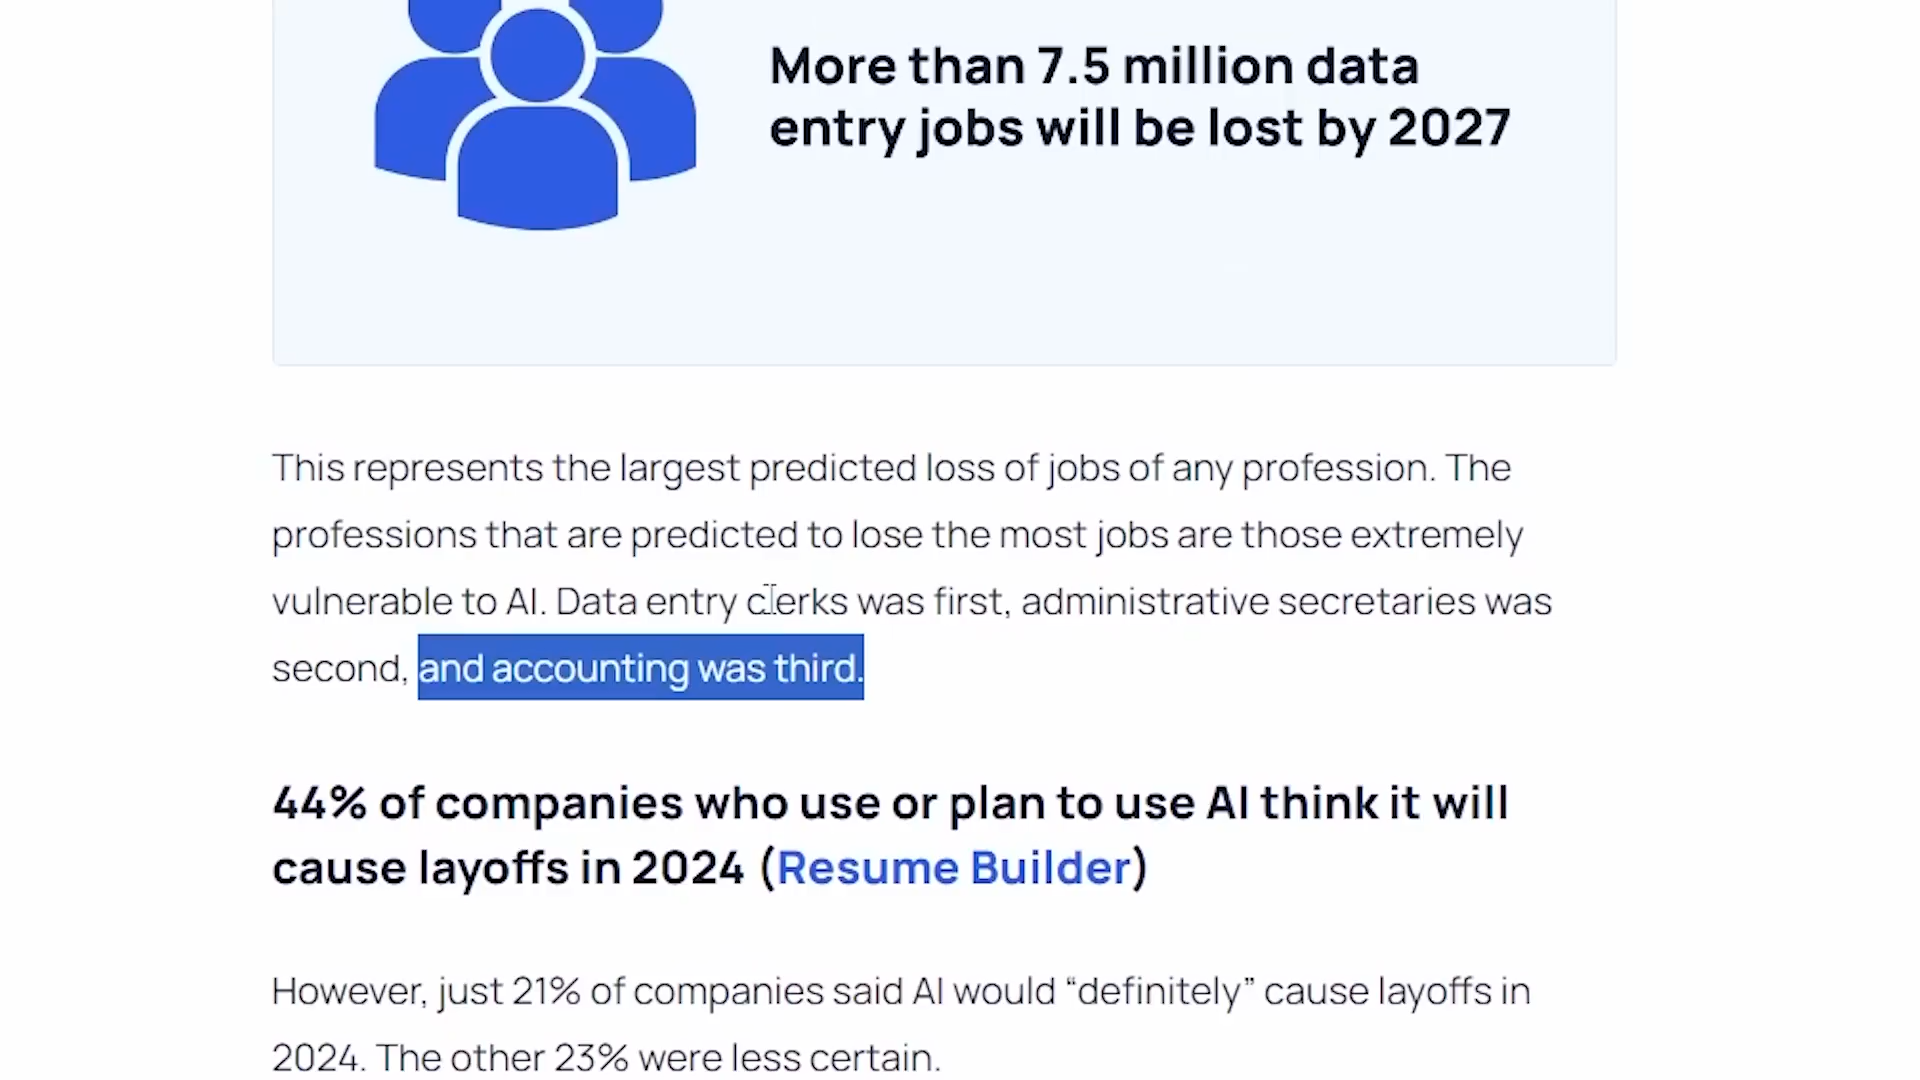 More than 7.5 million data
entry jobs will be lost by 2027
This represents the largest predicted loss of jobs of any profession. The
professions that are predicted to lose the most jobs are those extremely
vulnerable to AI. Data entry clerks was first, administrative secretaries was
second, and accounting was third.
44% of companies who use or plan to use AI think it will
cause layoffs in 2024 (Resume Builder)
However, just 21% of companies said AI would “definitely” cause layoffs in
2024. The other 23% were less certain.